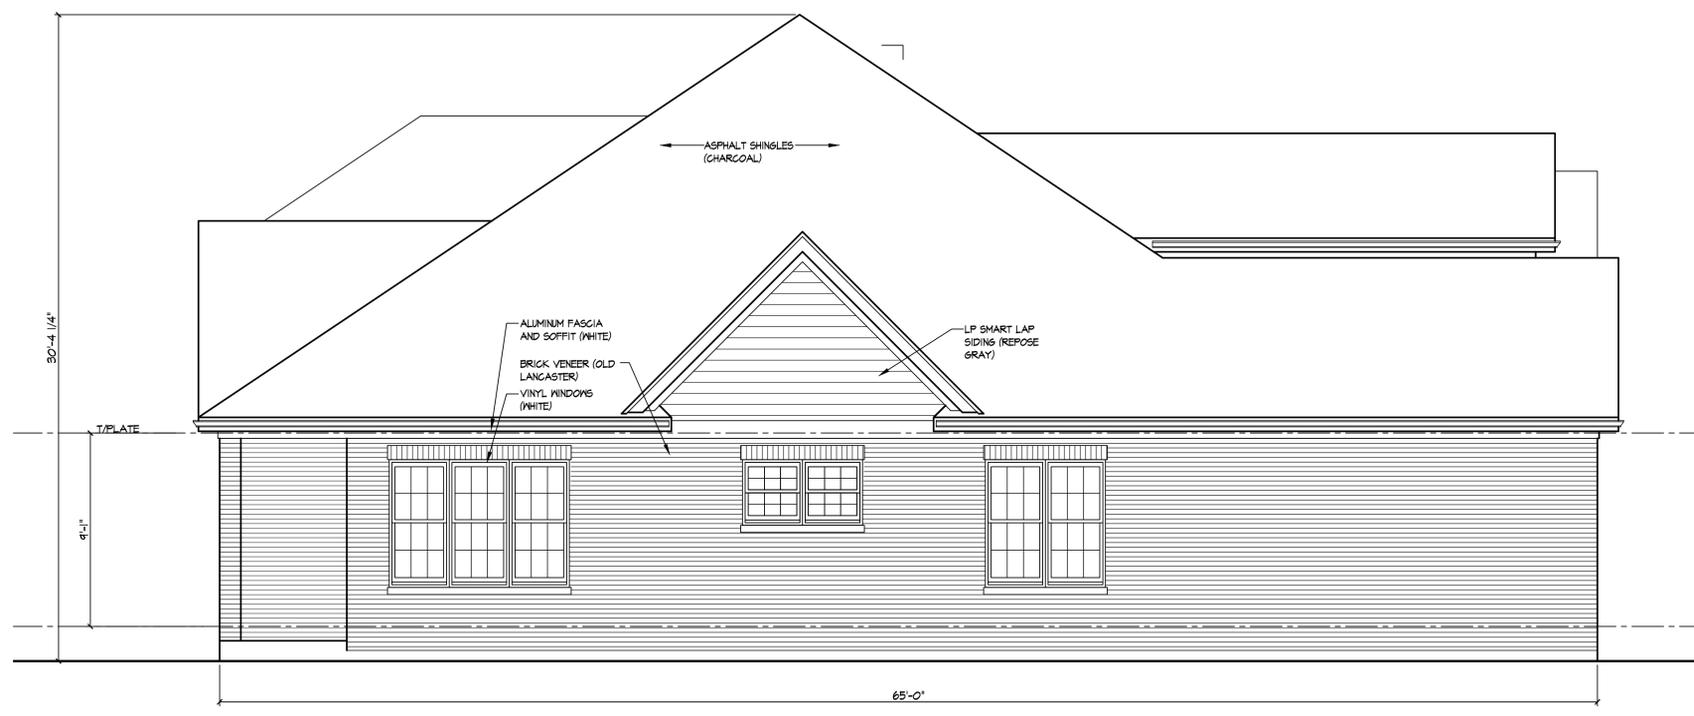 ASPHALT SHINGLES
(CHARCOAL)
30'-4 1/4"
ALUMINUM FASCIA
AND SOFFIT (WHITE)
LP SMART LAP
SIDING (REPOSE
GRAY)
BRICK VENEER (OLD
LANCASTER)
VINYL WINDOWS
(WHITE)
T/PLATE
9'-1"
65'-0"